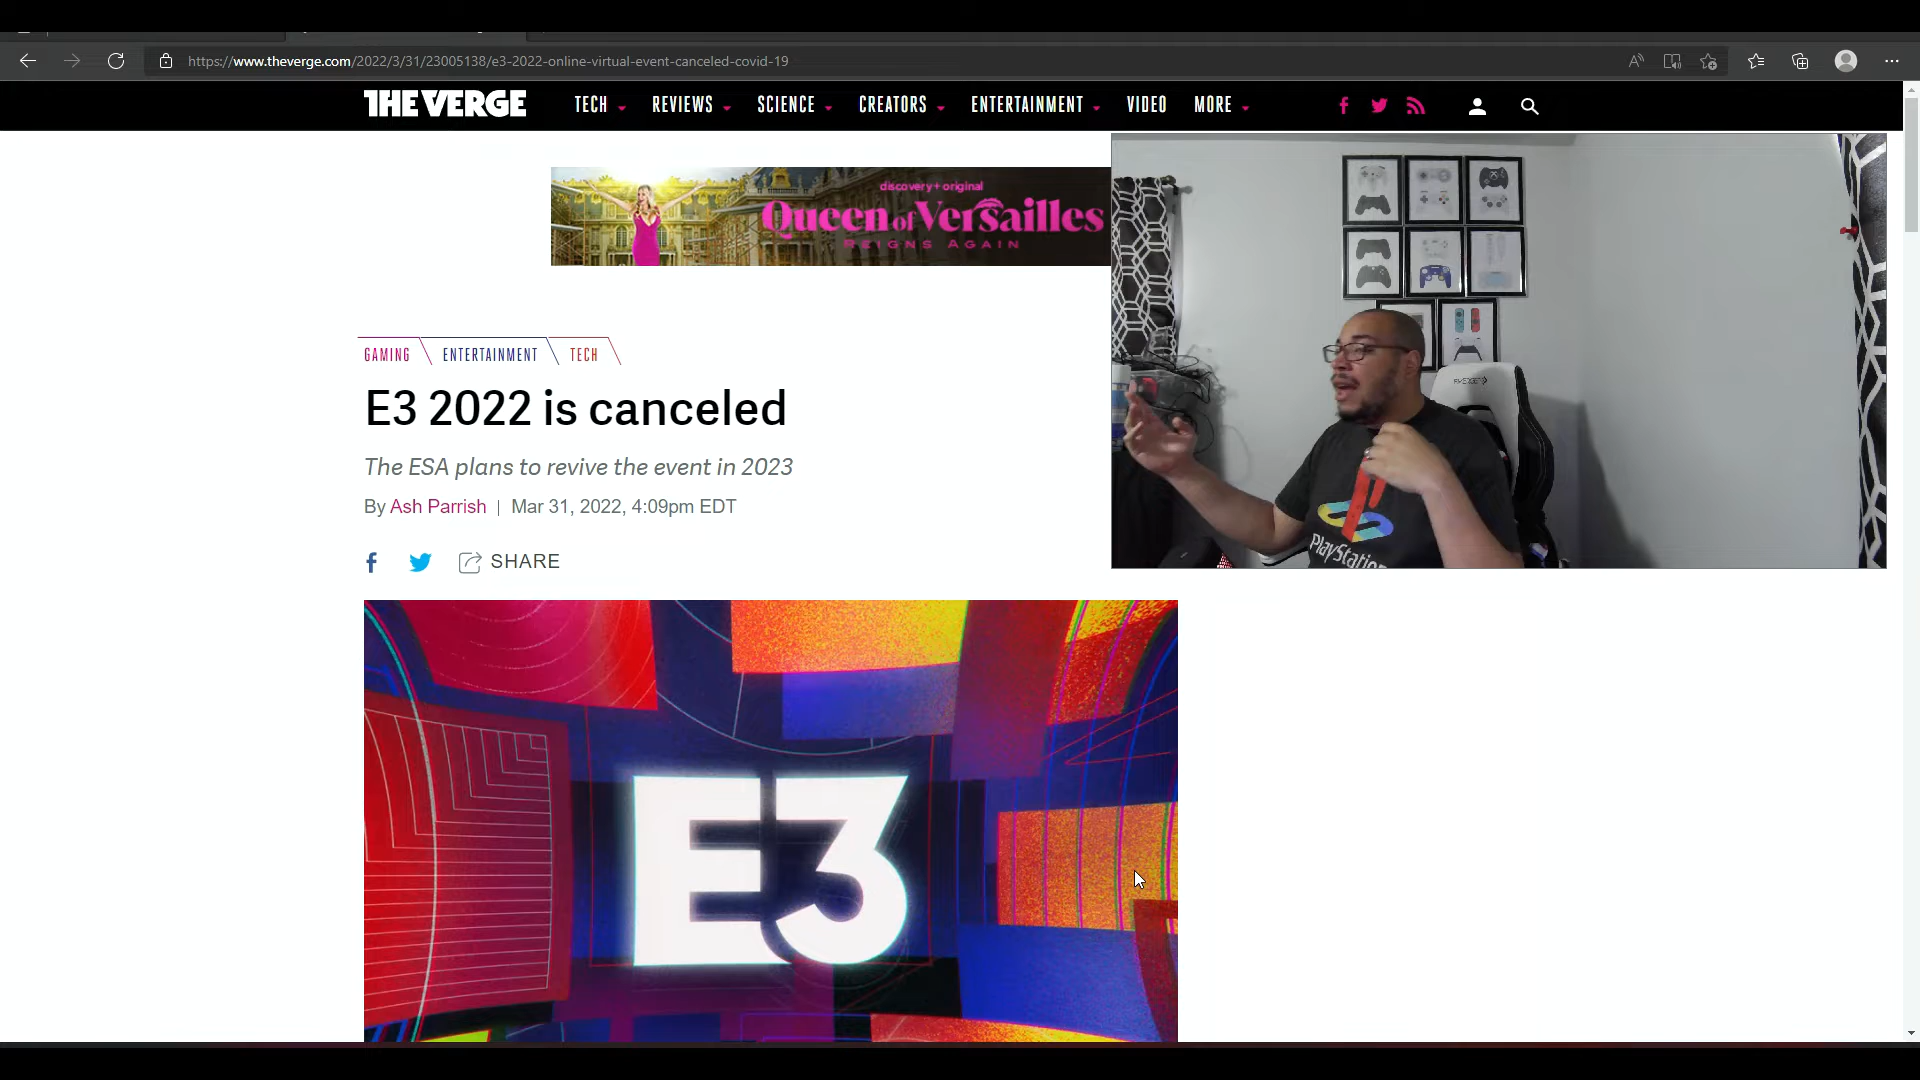 https://www.theverge.com/2022/3/31/23005138/e3-2022-online-virtual-event-canceled-covid-19
THE VERGE
TECH REVIEWS SCIENCE CREATORS ENTERTAINMENT VIDEO MORE
discovery+ original
Queen of Versailles
REIGNS AGAIN
GAMING ENTERTAINMENT TECH
E3 2022 is canceled
The ESA plans to revive the event in 2023
By Ash Parrish | Mar 31, 2022, 4:09pm EDT
SHARE
PlayStation
E3